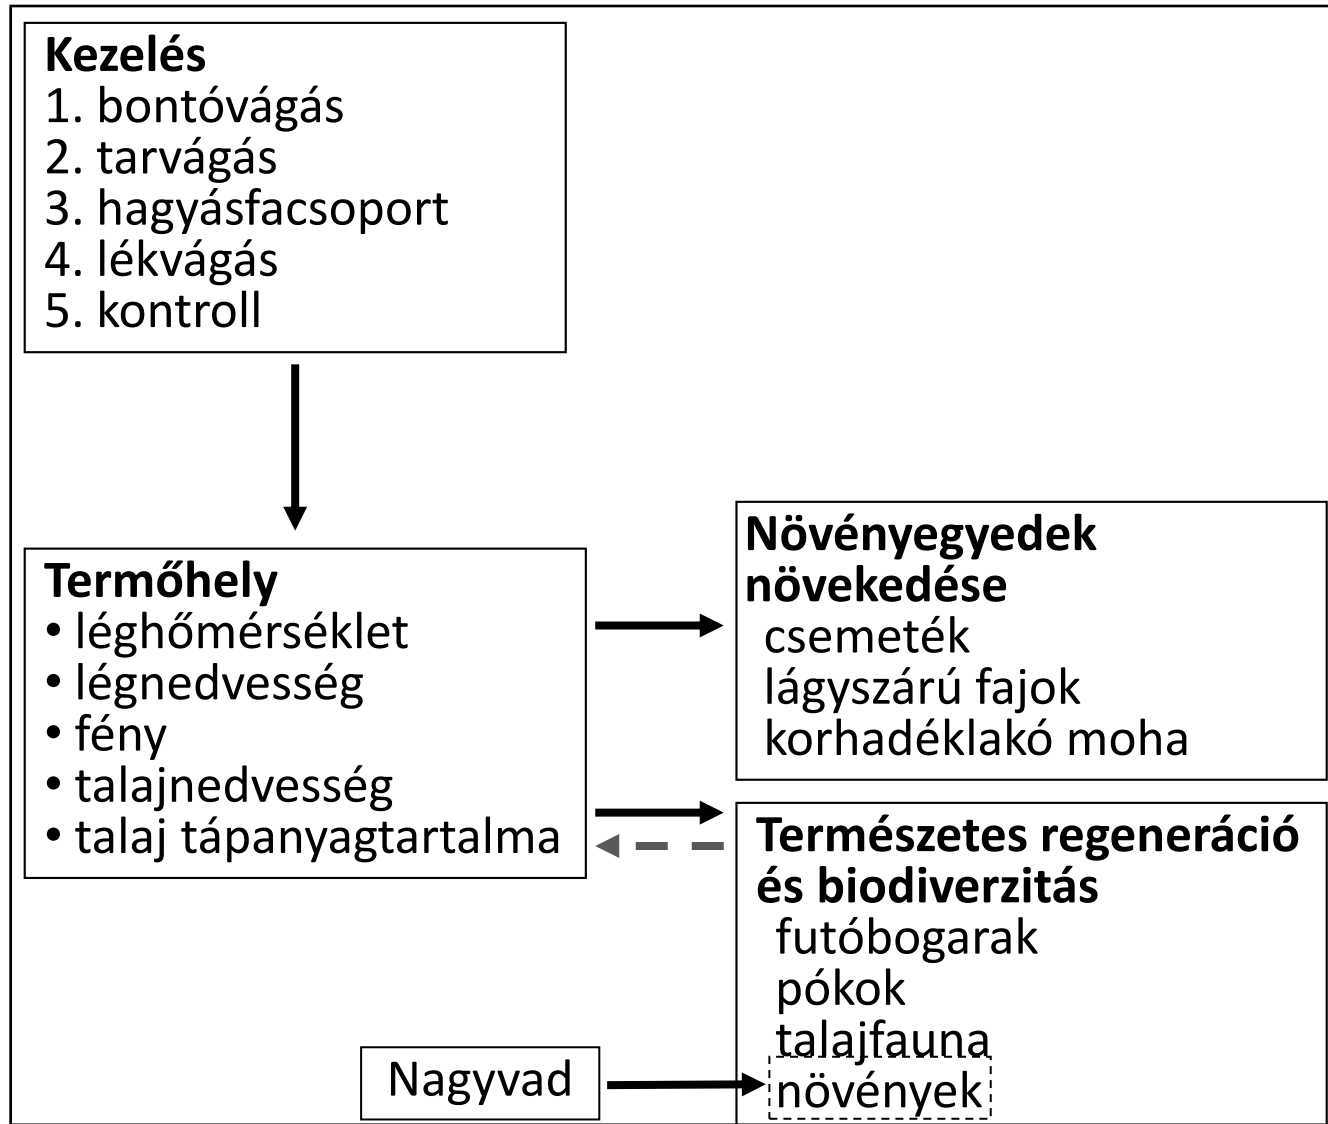 Kezelés
1. bontóvágás
2. tarvágás
3. hagyásfacsoport
4. lékvágás
5. kontroll
Termőhely
• léghőmérséklet
• légnedvesség
• fény
• talajnedvesség
• talaj tápanyagtartalma
Növényegyedek
növekedése
csemeték
lágyszárú fajok
korhadéklakó moha
Természetes regeneráció
és biodiverzitás
futóbogarak
pókok
talajfauna
növények
Nagyvad